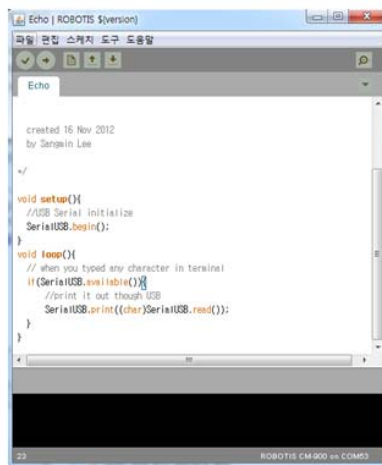 Echo | ROBOTIS ${version}
파일 편집 스케치 도구 도움말
Echo
created 16 Nov 2012
by Sangmin Lee
*/
void setup(){
//USB Serial initialize
SerialUSB.begin();
}
void loop(){
// when you typed any character in terminal
if(SerialUSB.available()){
//print it out though USB
SerialUSB.print((char)SerialUSB.read());
}
}
23
ROBOTIS CM-900 on COM53